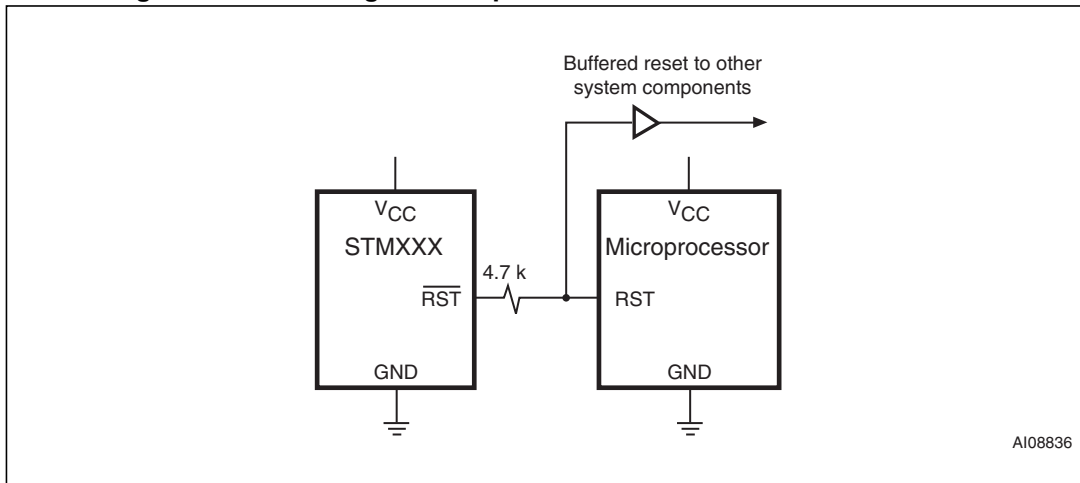 Buffered reset to other
system components
VCC
STMXXX
RST
GND
4.7 k
VCC
Microprocessor
RST
GND
AI08836